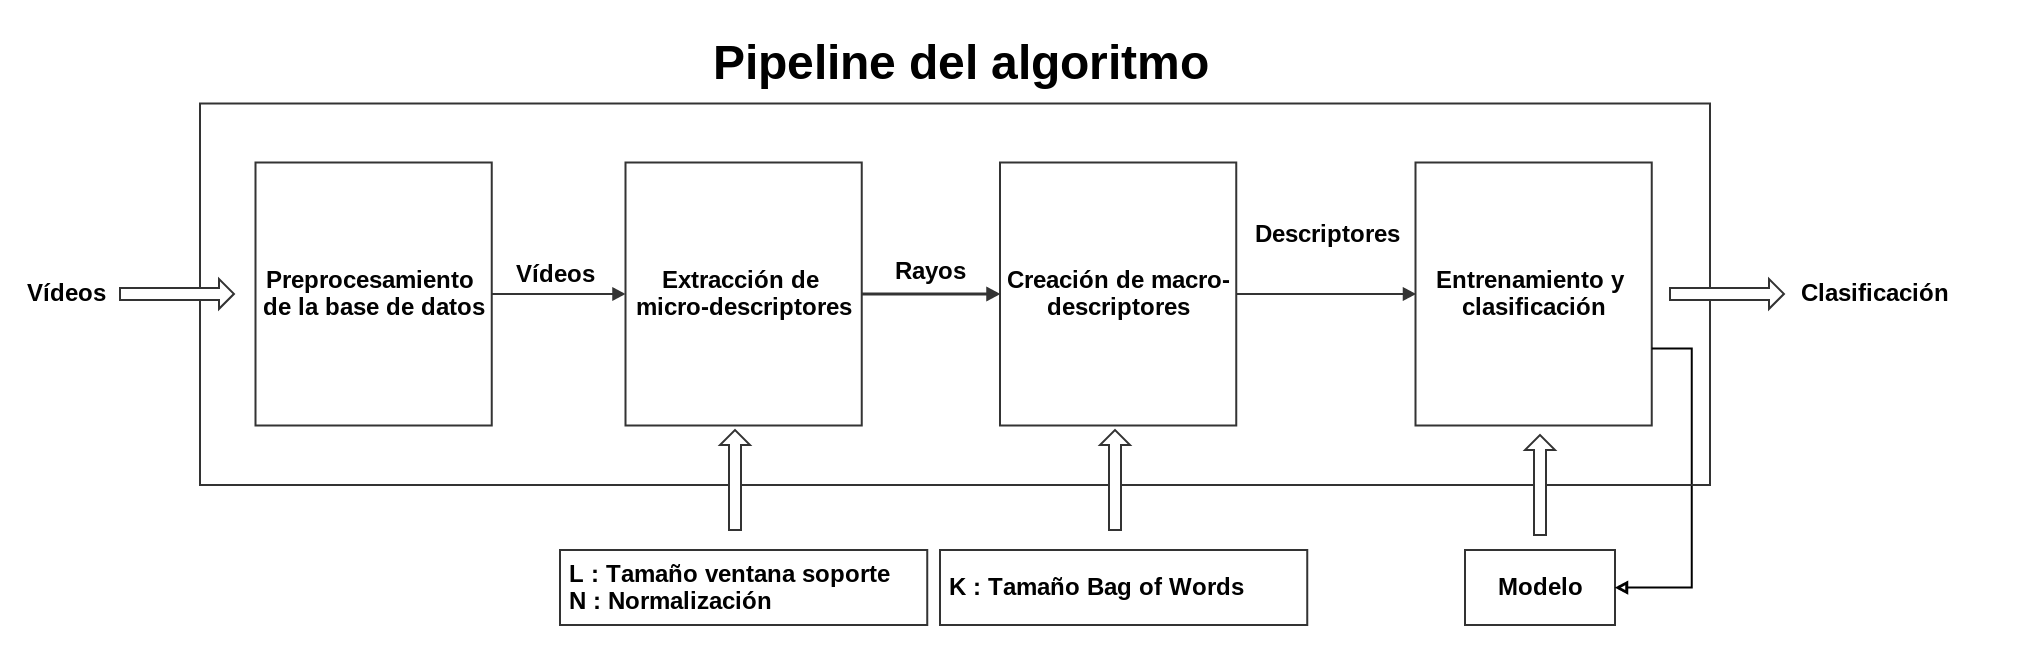 Pipeline del algoritmo
Vídeos
Preprocesamiento
de la base de datos
Vídeos
Extracción de
micro-descriptores
Rayos
Creación de macro-
descriptores
Descriptores
Entrenamiento y
clasificación
Clasificación
L : Tamaño ventana soporte
N : Normalización
K : Tamaño Bag of Words
Modelo